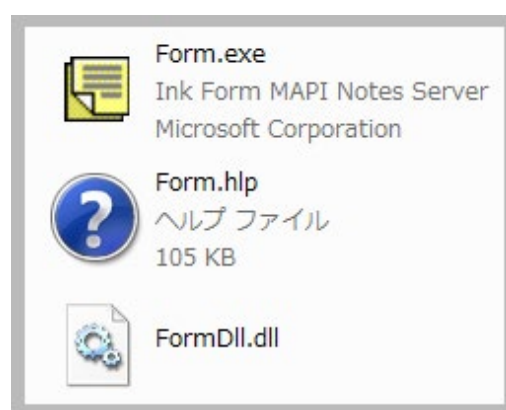 Form.exe
Ink Form MAPI Notes Server
Microsoft Corporation
Form.hlp
ヘルプ ファイル
105 KB
FormDll.dll